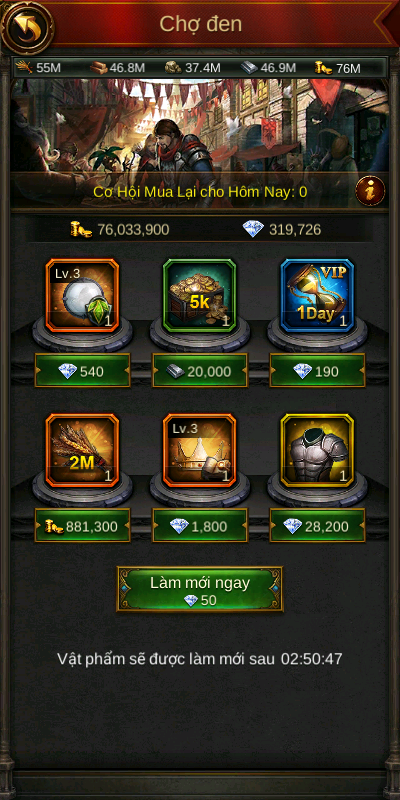 Chợ đen
55M 46.8M 37.4M 46.9M 76M
Cơ Hội Mua Lại cho Hôm Nay: 0
76,033,900 319,726
Lv.3 1
5k 1
VIP 1Day 1
540 20,000 190
2M 1
Lv.3 1
1
881,300 1,800 28,200
Làm mới ngay
50
Vật phẩm sẽ được làm mới sau 02:50:47